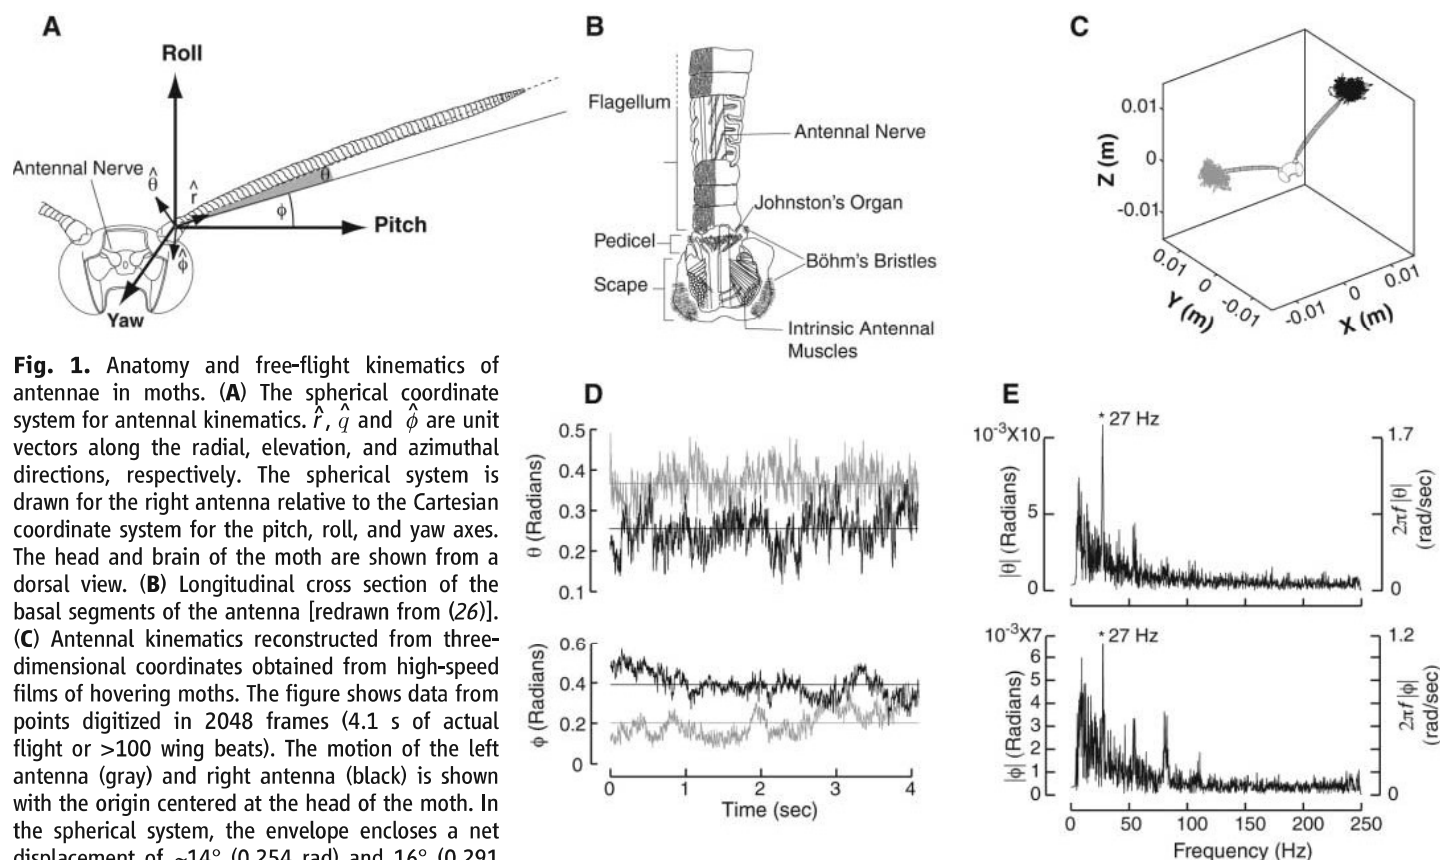 A
Roll
Antennal Nerve
θ̂
r̂
θ
ϕ
Pitch
ϕ̂
Yaw
B
Flagellum
Antennal Nerve
Johnston's Organ
Pedicel
Böhm's Bristles
Scape
Intrinsic Antennal
Muscles
C
Z (m)
0.01
0
-0.01
0.01
0
-0.01
Y (m)
-0.01
0
0.01
X (m)
Fig. 1. Anatomy and free-flight kinematics of
antennae in moths. (A) The spherical coordinate
system for antennal kinematics. r̂, q̂ and ϕ̂ are unit
vectors along the radial, elevation, and azimuthal
directions, respectively. The spherical system is
drawn for the right antenna relative to the Cartesian
coordinate system for the pitch, roll, and yaw axes.
The head and brain of the moth are shown from a
dorsal view. (B) Longitudinal cross section of the
basal segments of the antenna [redrawn from (26)].
(C) Antennal kinematics reconstructed from three-
dimensional coordinates obtained from high-speed
films of hovering moths. The figure shows data from
points digitized in 2048 frames (4.1 s of actual
flight or >100 wing beats). The motion of the left
antenna (gray) and right antenna (black) is shown
with the origin centered at the head of the moth. In
the spherical system, the envelope encloses a net
displacement of ~14° (0.254 rad) and 16° (0.291
D
θ (Radians)
0.5
0.4
0.3
0.2
0.1
ϕ (Radians)
0.6
0.4
0.2
0
0 1 2 3 4
Time (sec)
E
* 27 Hz
10⁻³X10
5
0
|θ| (Radians)
1.7
0
2πf |θ|
(rad/sec)
* 27 Hz
10⁻³X7
6
5
4
3
2
1
0
|ϕ| (Radians)
1.2
0
2πf |ϕ|
(rad/sec)
0 50 100 150 200 250
Frequency (Hz)